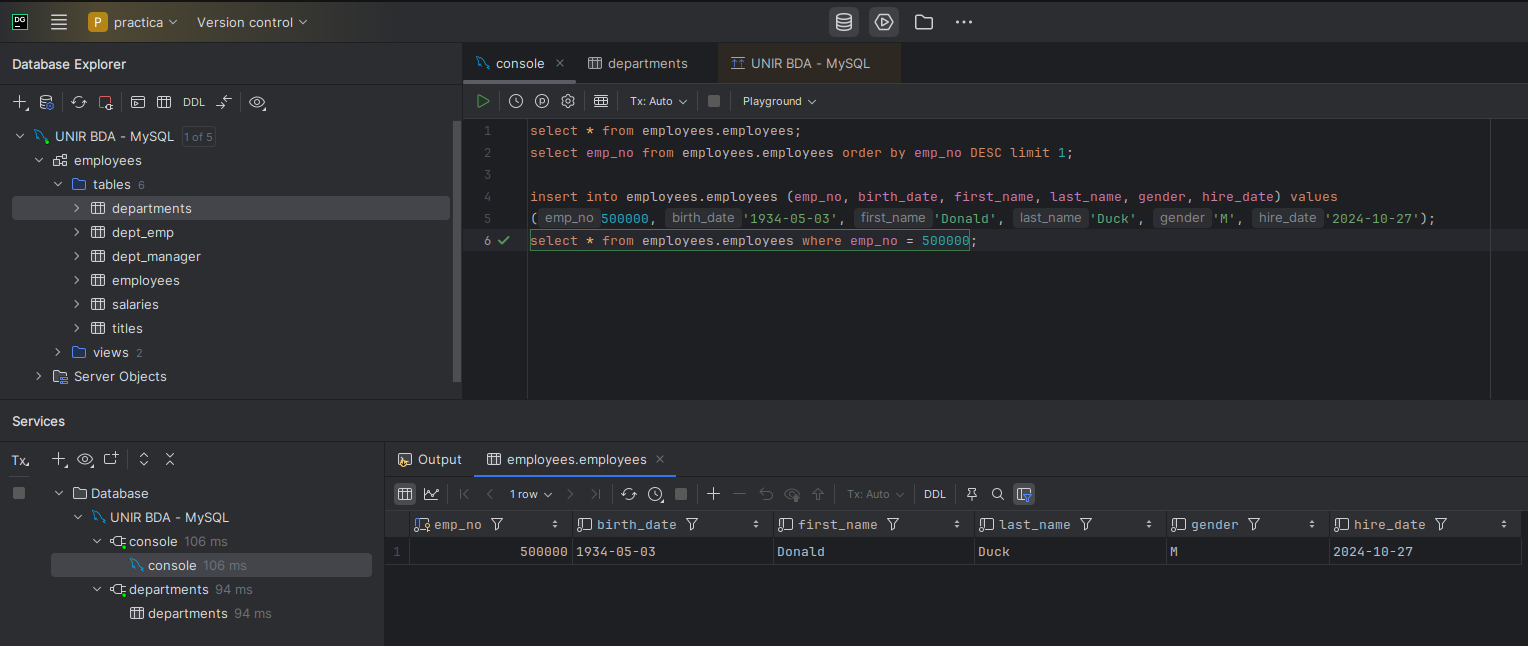 DG P practica Version control
Database Explorer
DDL
UNIR BDA - MySQL 1 of 5
employees
tables 6
departments
dept_emp
dept_manager
employees
salaries
titles
views 2
Server Objects
console departments UNIR BDA - MySQL
Tx: Auto Playground
1 select * from employees.employees;
2 select emp_no from employees.employees order by emp_no DESC limit 1;
3
4 insert into employees.employees (emp_no, birth_date, first_name, last_name, gender, hire_date) values
5 ( emp_no 500000, birth_date '1934-05-03', first_name 'Donald', last_name 'Duck', gender 'M', hire_date '2024-10-27');
6 select * from employees.employees where emp_no = 500000;
Services
Tx
Database
UNIR BDA - MySQL
console 106 ms
console 106 ms
departments 94 ms
departments 94 ms
Output employees.employees
1 row Tx: Auto DDL
emp_no birth_date first_name last_name gender hire_date
1 500000 1934-05-03 Donald Duck M 2024-10-27